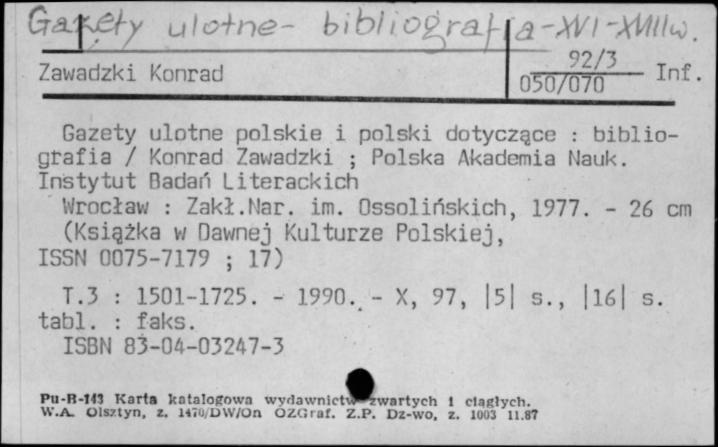 Gazety ulotne - bibliografia - XVI - XVIII w.
Zawadzki Konrad
92/3
050/070
Inf.
Gazety ulotne polskie i polski dotyczące : biblio-
grafia / Konrad Zawadzki ; Polska Akademia Nauk.
Instytut Badań Literackich
Wrocław : Zakł.Nar. im. Ossolińskich, 1977. - 26 cm
(Książka w Dawnej Kulturze Polskiej,
ISSN 0075-7179 ; 17)
T.3 : 1501-1725. - 1990. - X, 97, |5| s., |16| s.
tabl. : faks.
ISBN 83-04-03247-3
Pu-B-143 Karta katalogowa wydawnictw zwartych i ciągłych.
W.A. Olsztyn, z. 1470/DW/On OZGraf. Z.P. Dz-wo, z. 1003 11.87